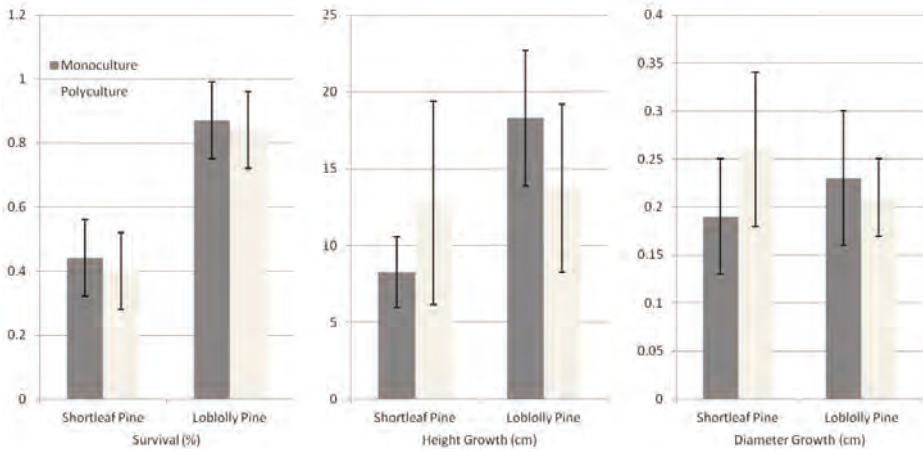 1.2
1
0.8
0.6
0.4
0.2
0
Monoculture
Polyculture
Shortleaf Pine Loblolly Pine
Survival (%)
25
20
15
10
5
0
Shortleaf Pine Loblolly Pine
Height Growth (cm)
0.4
0.35
0.3
0.25
0.2
0.15
0.1
0.05
0
Shortleaf Pine Loblolly Pine
Diameter Growth (cm)